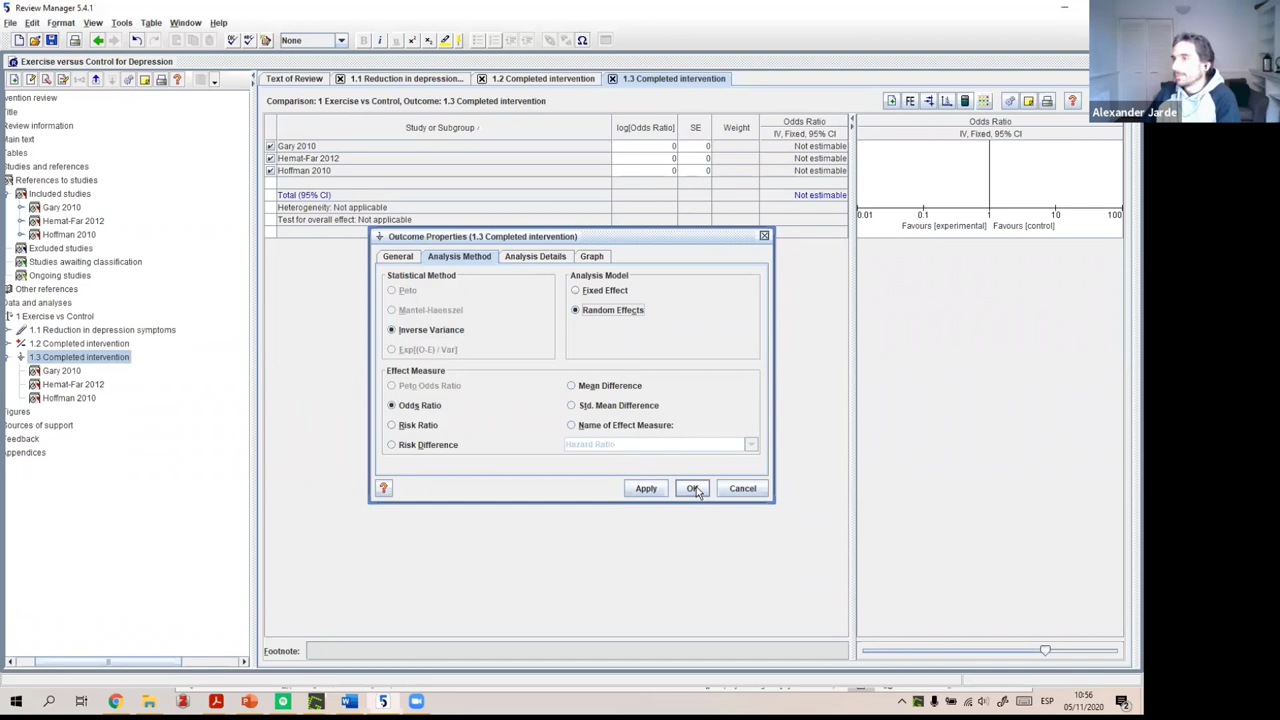 5 Review Manager 5.4.1
File Edit Format View Tools Table Window Help
None
B I U
Exercise versus Control for Depression
Text of Review 1.1 Reduction in depression... 1.2 Completed intervention 1.3 Completed intervention
Comparison: 1 Exercise vs Control, Outcome: 1.3 Completed intervention
FE
vention review
Title
Review information
Main text
Tables
Studies and references
References to studies
Included studies
Gary 2010
Hemat-Far 2012
Hoffman 2010
Excluded studies
Studies awaiting classification
Ongoing studies
Other references
Data and analyses
1 Exercise vs Control
1.1 Reduction in depression symptoms
1.2 Completed intervention
1.3 Completed intervention
Gary 2010
Hemat-Far 2012
Hoffman 2010
Figures
Sources of support
Feedback
Appendices
Study or Subgroup log[Odds Ratio] SE Weight Odds Ratio
IV, Fixed, 95% CI
Odds Ratio
IV, Fixed, 95% CI
Gary 2010 0 0 Not estimable
Hemat-Far 2012 0 0 Not estimable
Hoffman 2010 0 0 Not estimable
Total (95% CI) Not estimable
Heterogeneity: Not applicable
Test for overall effect: Not applicable
0.01 0.1 1 10 100
Favours [experimental] Favours [control]
Outcome Properties (1.3 Completed intervention)
General Analysis Method Analysis Details Graph
Statistical Method
Peto
Mantel-Haenszel
Inverse Variance
Exp[(O-E) / Var]
Analysis Model
Fixed Effect
Random Effects
Effect Measure
Peto Odds Ratio
Odds Ratio
Risk Ratio
Risk Difference
Mean Difference
Std. Mean Difference
Name of Effect Measure:
Hazard Ratio
Apply OK Cancel
Footnote:
Alexander Jarde
ESP
10:56
05/11/2020
2